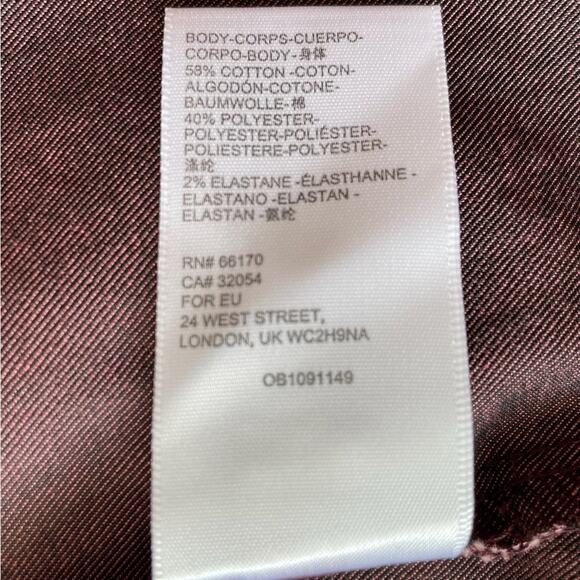 BODY-CORPS-CUERPO-
CORPO-BODY-身体
58% COTTON -COTON-
ALGODÓN-COTONE-
BAUMWOLLE-棉
40% POLYESTER-
POLYESTER-POLIÉSTER-
POLIESTERE-POLYESTER-
涤纶
2% ELASTANE -ÉLASTHANNE -
ELASTANO -ELASTAN -
ELASTAN -氨纶
RN# 66170
CA# 32054
FOR EU
24 WEST STREET,
LONDON, UK WC2H9NA
OB1091149